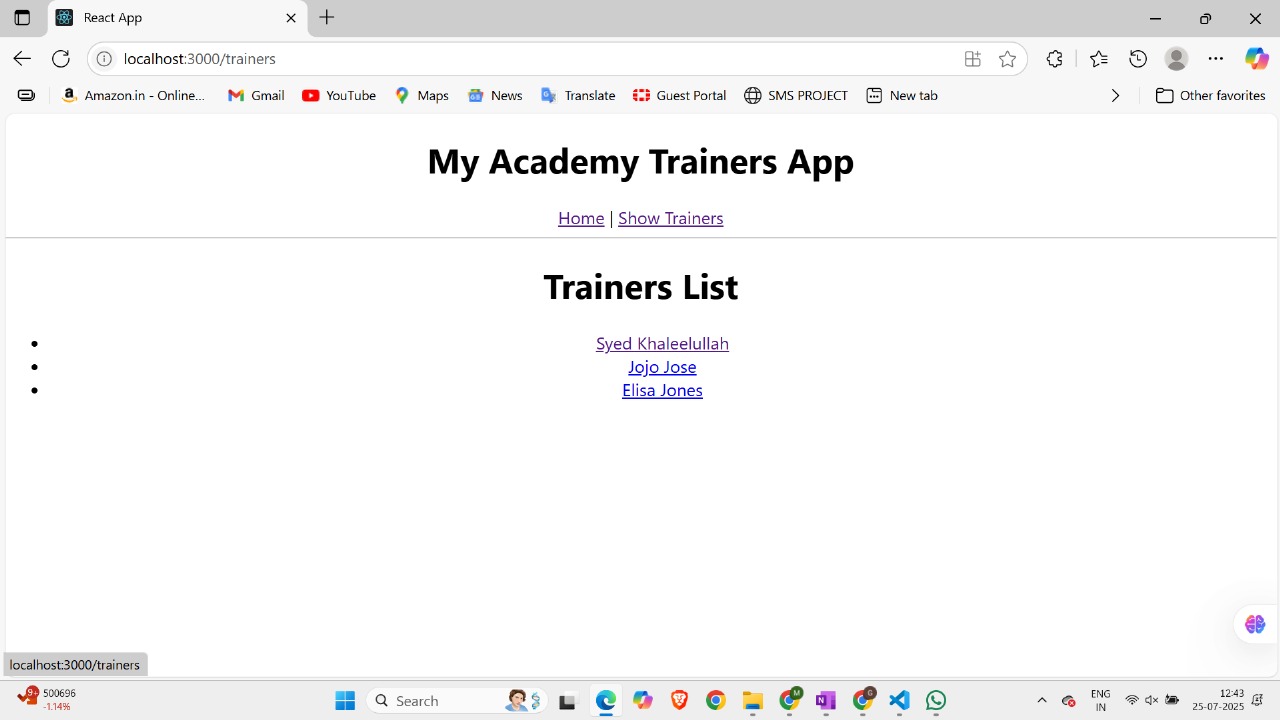 React App
localhost:3000/trainers
Amazon.in - Online... Gmail YouTube Maps News Translate Guest Portal SMS PROJECT New tab Other favorites
My Academy Trainers App
Home | Show Trainers
Trainers List
Syed Khaleelullah
Jojo Jose
Elisa Jones
localhost:3000/trainers
9+ 500696
-1.14%
Search
M
G
ENG
IN
12:43
25-07-2025